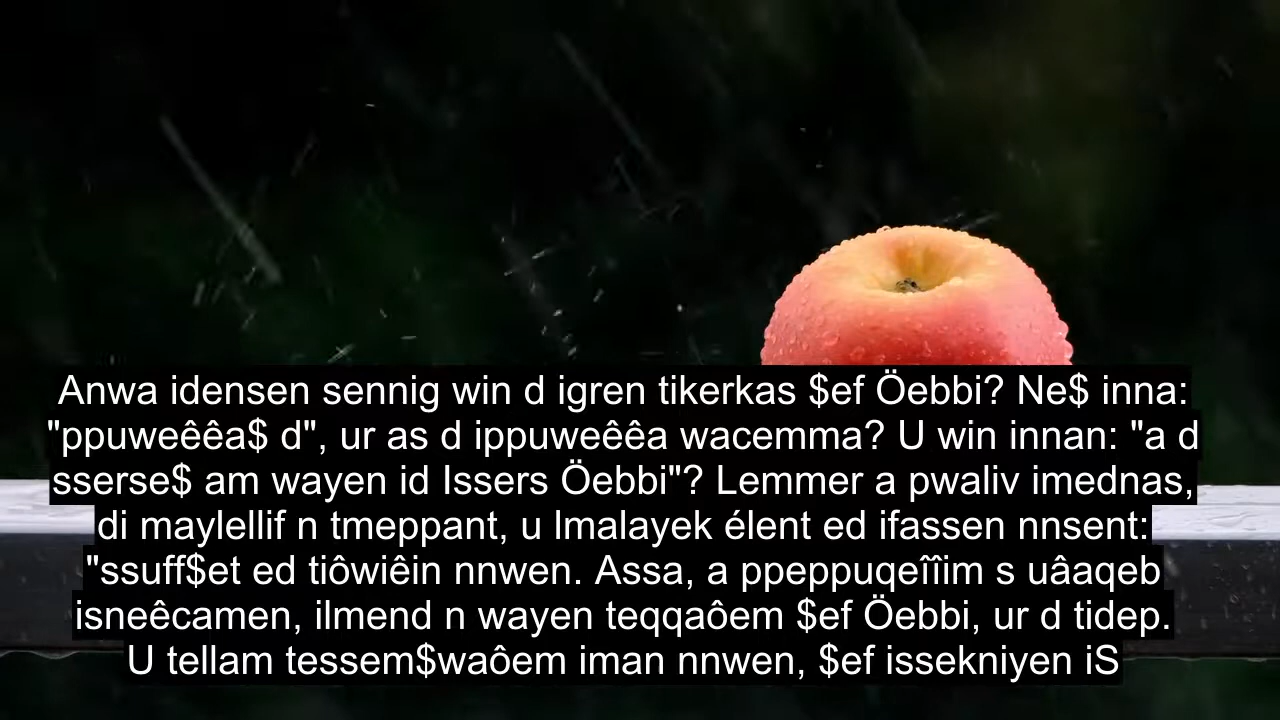 Anwa idensen sennig win d igren tikerkas $ef Öebbi? Ne$ inna:
"ppuweêêa$ d", ur as d ippuweêêa wacemma? U win innan: "a d
sserse$ am wayen id Issers Öebbi"? Lemmer a pwaliv imednas,
di maylellif n tmeppant, u lmalayek élent ed ifassen nnsent:
"ssuff$et ed tiôwiêin nnwen. Assa, a ppeppuqeîîim s uâaqeb
isneêcamen, ilmend n wayen teqqaôem $ef Öebbi, ur d tidep.
U tellam tessem$waôem iman nnwen, $ef issekniyen iS